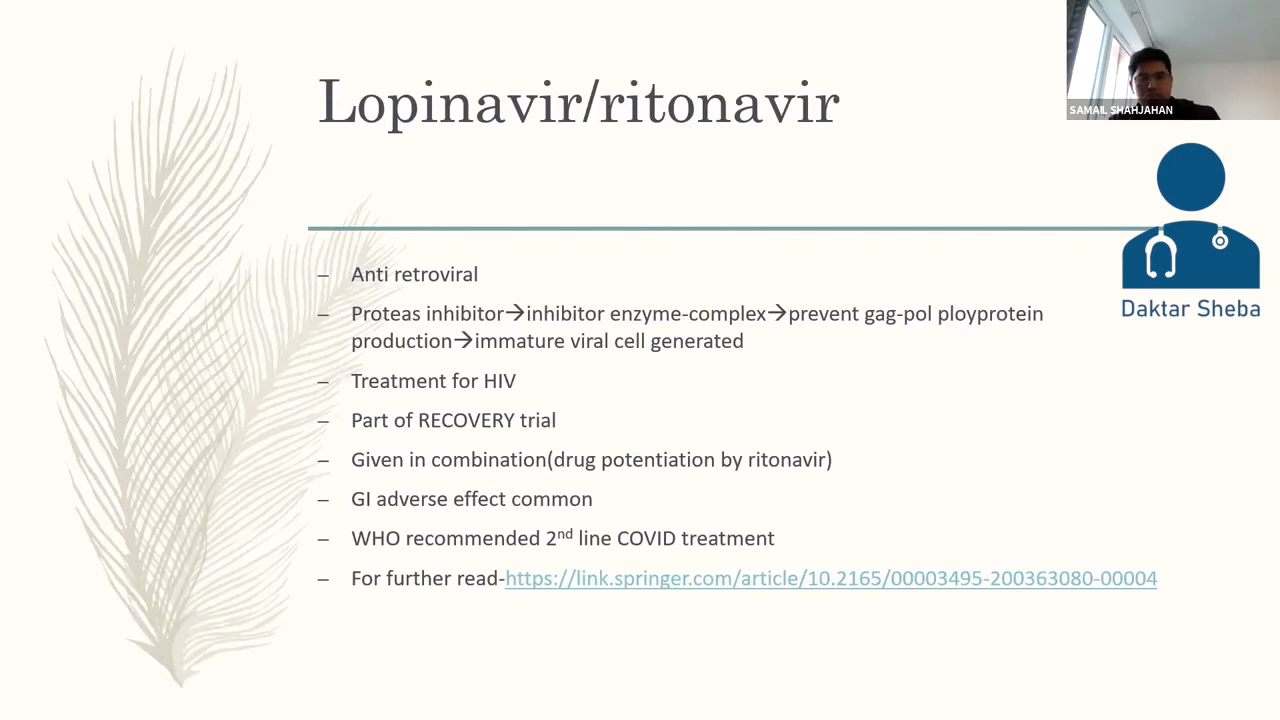 Lopinavir/ritonavir
SAMAIL SHAHJAHAN
Daktar Sheba
– Anti retroviral
– Proteas inhibitor→inhibitor enzyme-complex→prevent gag-pol ployprotein
production→immature viral cell generated
– Treatment for HIV
– Part of RECOVERY trial
– Given in combination(drug potentiation by ritonavir)
– GI adverse effect common
– WHO recommended 2nd line COVID treatment
– For further read-https://link.springer.com/article/10.2165/00003495-200363080-00004